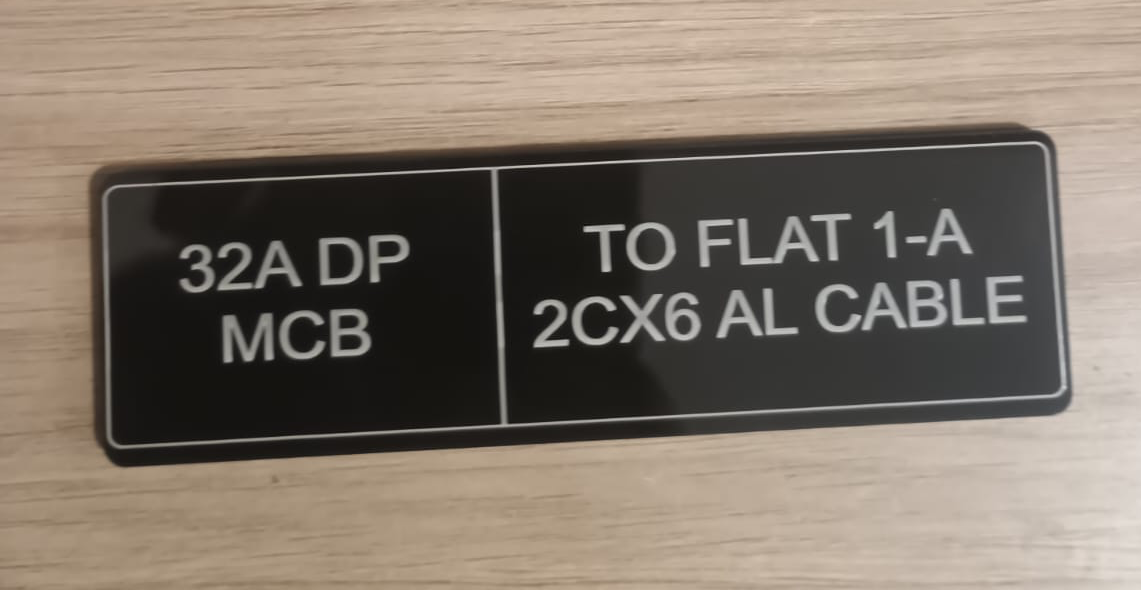 32A DP
MCB
TO FLAT 1-A
2CX6 AL CABLE